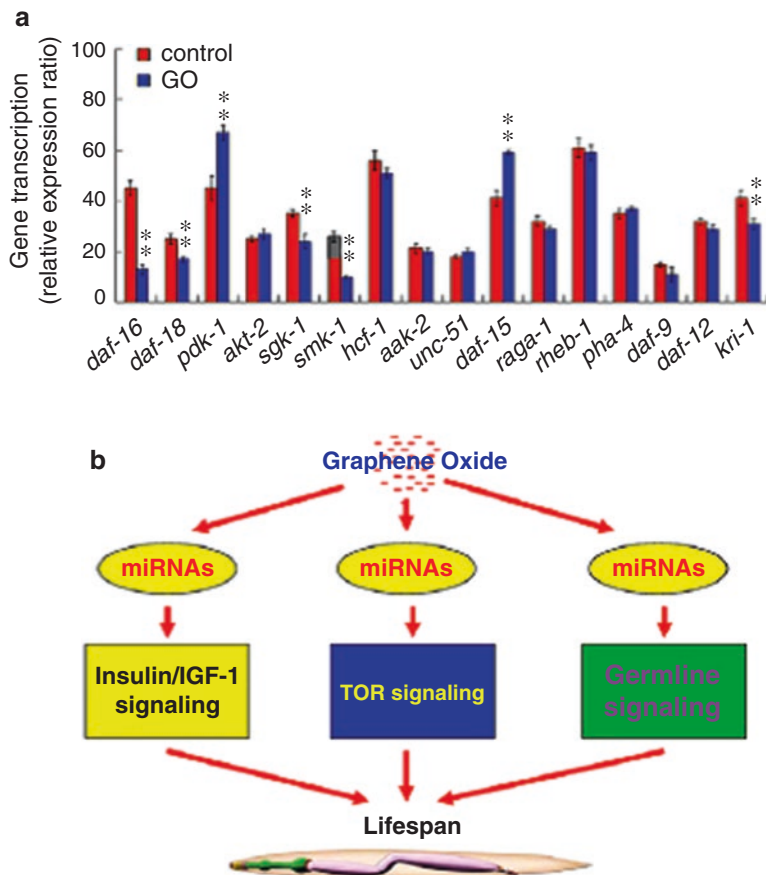 a
Gene transcription
(relative expression ratio)
100
80
60
40
20
0
control
GO
**
**
**
**
**
**
**
daf-16
daf-18
pdk-1
akt-2
sgk-1
smk-1
hcf-1
aak-2
unc-51
daf-15
raga-1
rheb-1
pha-4
daf-9
daf-12
kri-1
b
Graphene Oxide
miRNAs
miRNAs
miRNAs
Insulin/IGF-1
signaling
TOR signaling
Germline
signaling
Lifespan